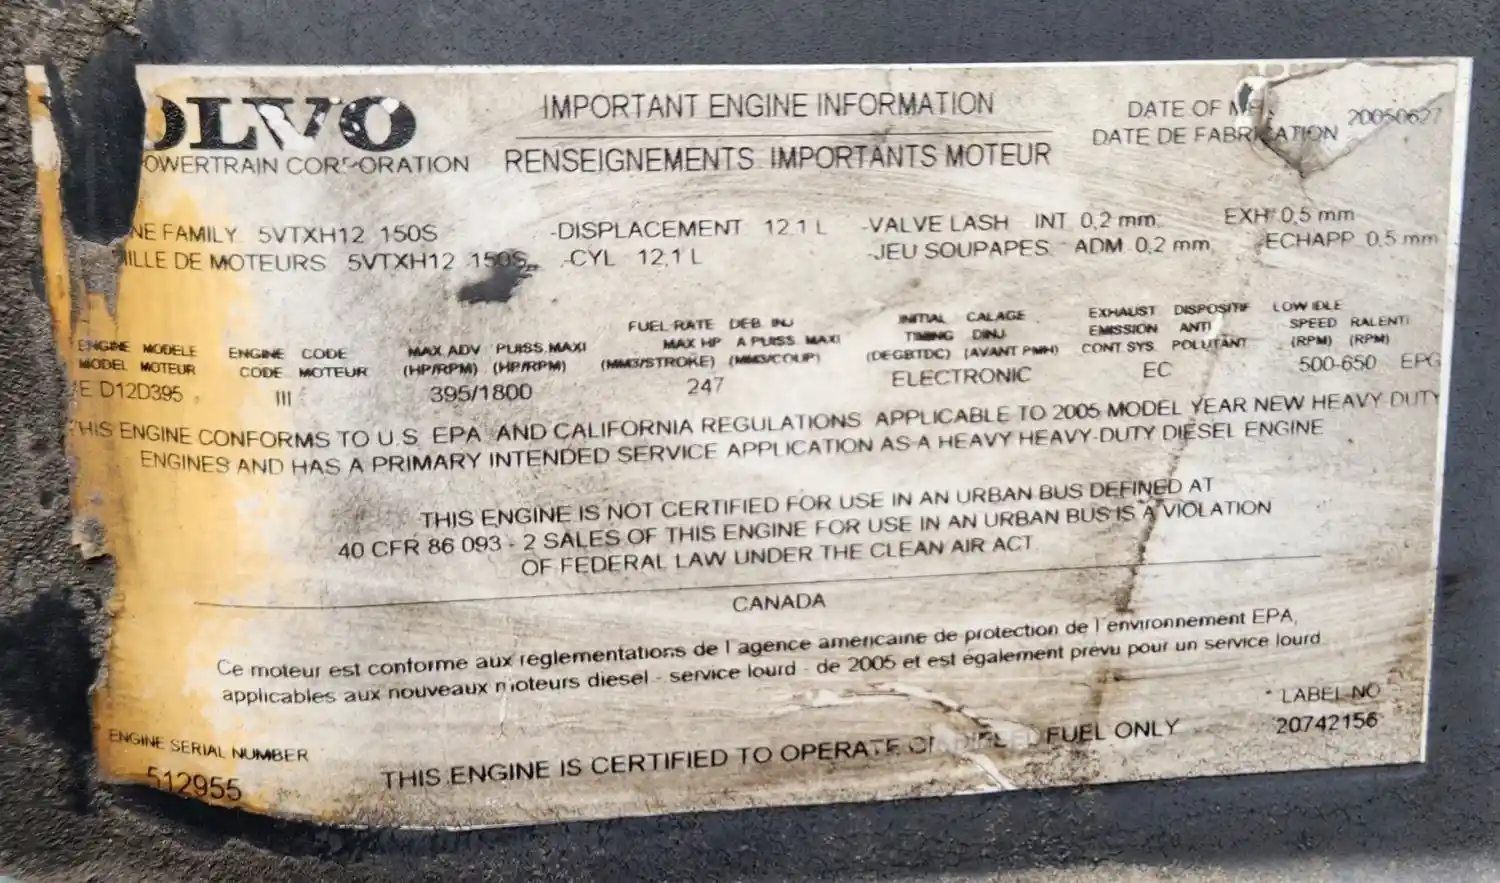 OLVO
OWERTRAIN CORPORATION
IMPORTANT ENGINE INFORMATION
RENSEIGNEMENTS IMPORTANTS MOTEUR
DATE OF 20050627
DATE DE FABRICATION
NE FAMILY 5VTXH12 150S -DISPLACEMENT 12.1 L -VALVE LASH INT 0,2 mm EXH 0,5 mm
ILLE DE MOTEURS 5VTXH12 150S -CYL 12,1 L -JEU SOUPAPES ADM 0,2 mm -ECHAPP 0,5 mm
ENGINE MODELE
MODEL MOTEUR
E D12D395
ENGINE CODE
CODE MOTEUR
III
MAX ADV PUISS MAXI
(HP/RPM) (HP/RPM)
395/1800
FUEL RATE DEB INJ
MAX HP A PUISS MAXI
(MM3/STROKE) (MM3/COUP)
247
INITIAL CALAGE
TIMING DINJ
(DEGBTDC) (AVANT PMH)
ELECTRONIC
EXHAUST DISPOSITIF
EMISSION ANTI
CONT SYS POLUTANT
EC
LOW IDLE
SPEED RALENTI
(RPM) (RPM)
500-650 EPG
THIS ENGINE CONFORMS TO U.S. EPA AND CALIFORNIA REGULATIONS APPLICABLE TO 2005 MODEL YEAR NEW HEAVY DUTY
ENGINES AND HAS A PRIMARY INTENDED SERVICE APPLICATION AS A HEAVY HEAVY-DUTY DIESEL ENGINE
THIS ENGINE IS NOT CERTIFIED FOR USE IN AN URBAN BUS DEFINED AT
40 CFR 86 093 - 2 SALES OF THIS ENGINE FOR USE IN AN URBAN BUS IS A VIOLATION
OF FEDERAL LAW UNDER THE CLEAN AIR ACT
CANADA
Ce moteur est conforme aux reglementations de l'agence americaine de protection de l'environnement EPA,
applicables aux nouveaux moteurs diesel - service lourd - de 2005 et est également prévu pour un service lourd
LABEL NO
20742156
ENGINE SERIAL NUMBER
512955
THIS ENGINE IS CERTIFIED TO OPERATE ON DIESEL FUEL ONLY